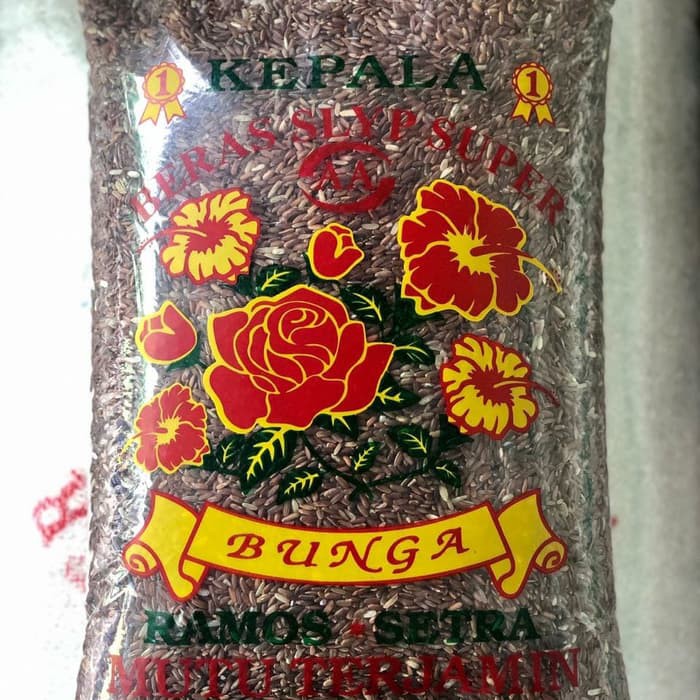 1 KEPALA 1
BERAS SLYP SUPER
AA
BUNGA
RAMOS * SETRA
MUTU TERJAMIN